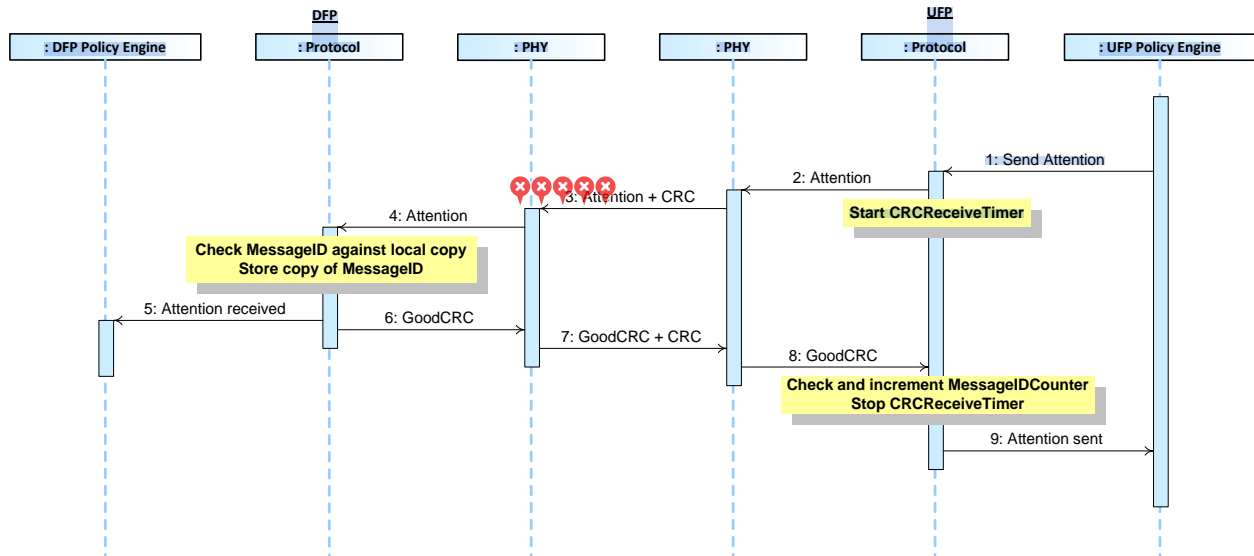 DFP
UFP
: DFP Policy Engine
: Protocol
: PHY
: PHY
: Protocol
: UFP Policy Engine
1: Send Attention
2: Attention
3: Attention + CRC
4: Attention
Start CRCReceiveTimer
Check MessageID against local copy
Store copy of MessageID
5: Attention received
6: GoodCRC
7: GoodCRC + CRC
8: GoodCRC
Check and increment MessageIDCounter
Stop CRCReceiveTimer
9: Attention sent